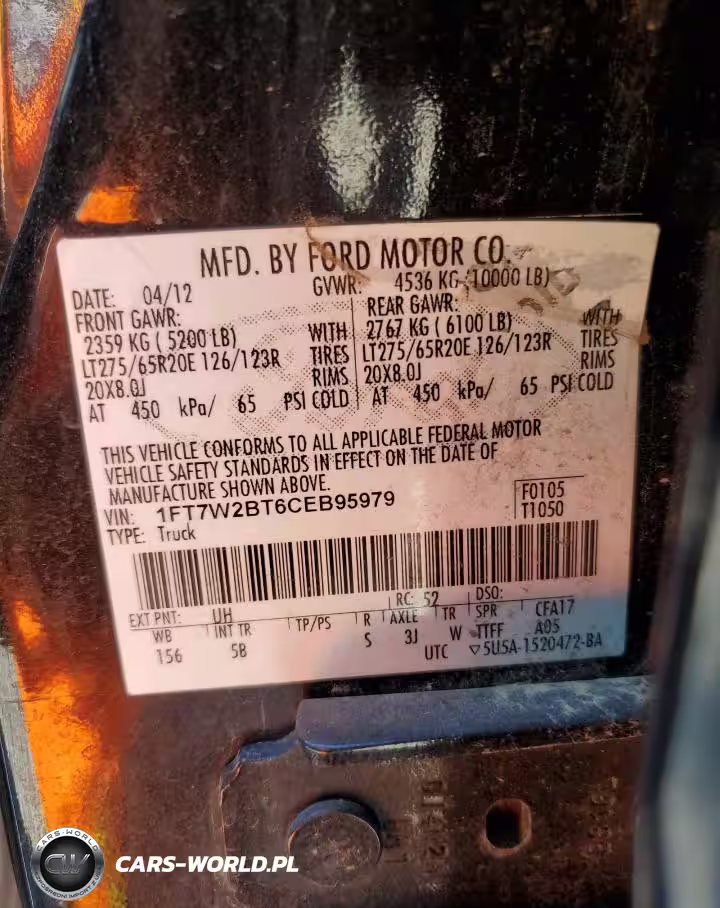 MFD. BY FORD MOTOR CO.
DATE: 04/12 GVWR: 4536 KG (10000 LB)
FRONT GAWR: REAR GAWR:
2359 KG (5200 LB) WITH 2767 KG (6100 LB) WITH
LT275/65R20E 126/123R TIRES LT275/65R20E 126/123R TIRES
20X8.0J RIMS 20X8.0J RIMS
AT 450 kPa/ 65 PSI COLD AT 450 kPa/ 65 PSI COLD
THIS VEHICLE CONFORMS TO ALL APPLICABLE FEDERAL MOTOR
VEHICLE SAFETY STANDARDS IN EFFECT ON THE DATE OF
MANUFACTURE SHOWN ABOVE.
VIN: 1FT7W2BT6CEB95979 F0105
TYPE: Truck T1050
EXT PNT: UH RC: 52 DSO:
WB INT TR TP/PS R AXLE TR SPR CFA17
156 5B S 3J W TTFF A05
UTC ▽5U5A-1520472-BA
CARS-WORLD.PL
CARS-WORLD
CW